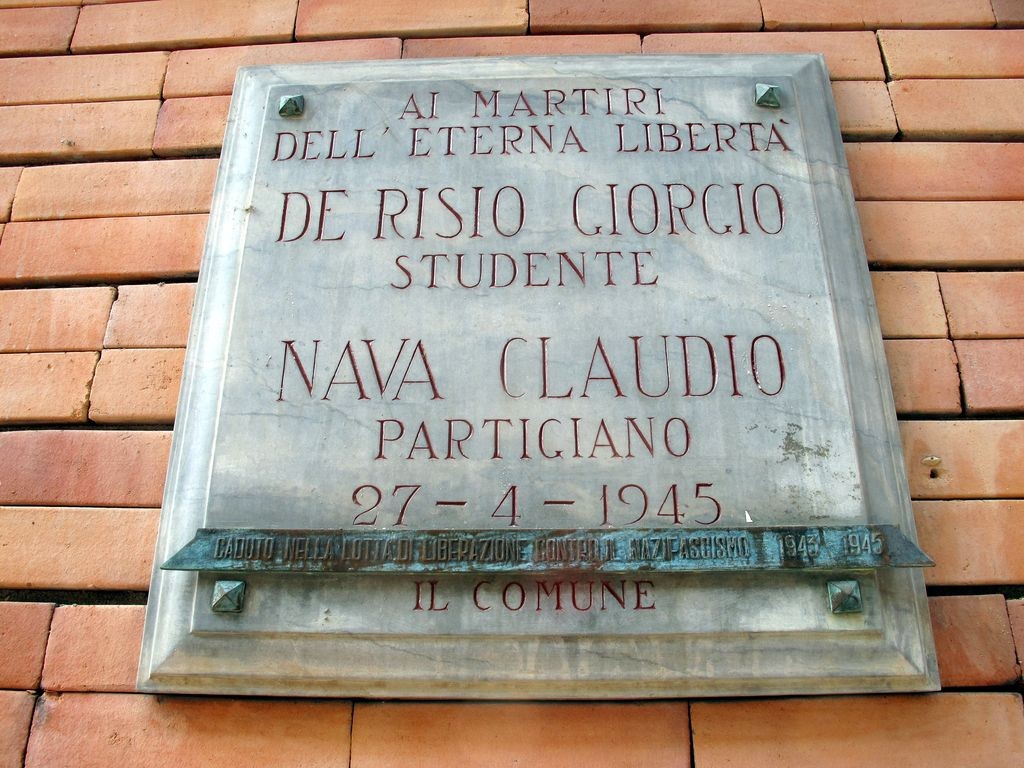 AI MARTIRI
DELL' ETERNA LIBERTÀ
DE RISIO GIORGIO
STUDENTE
NAVA CLAUDIO
PARTIGIANO
27-4-1945
CADUTO NELLA LOTTA DI LIBERAZIONE CONTRO IL NAZIFASCISMO 1943 1945
IL COMUNE